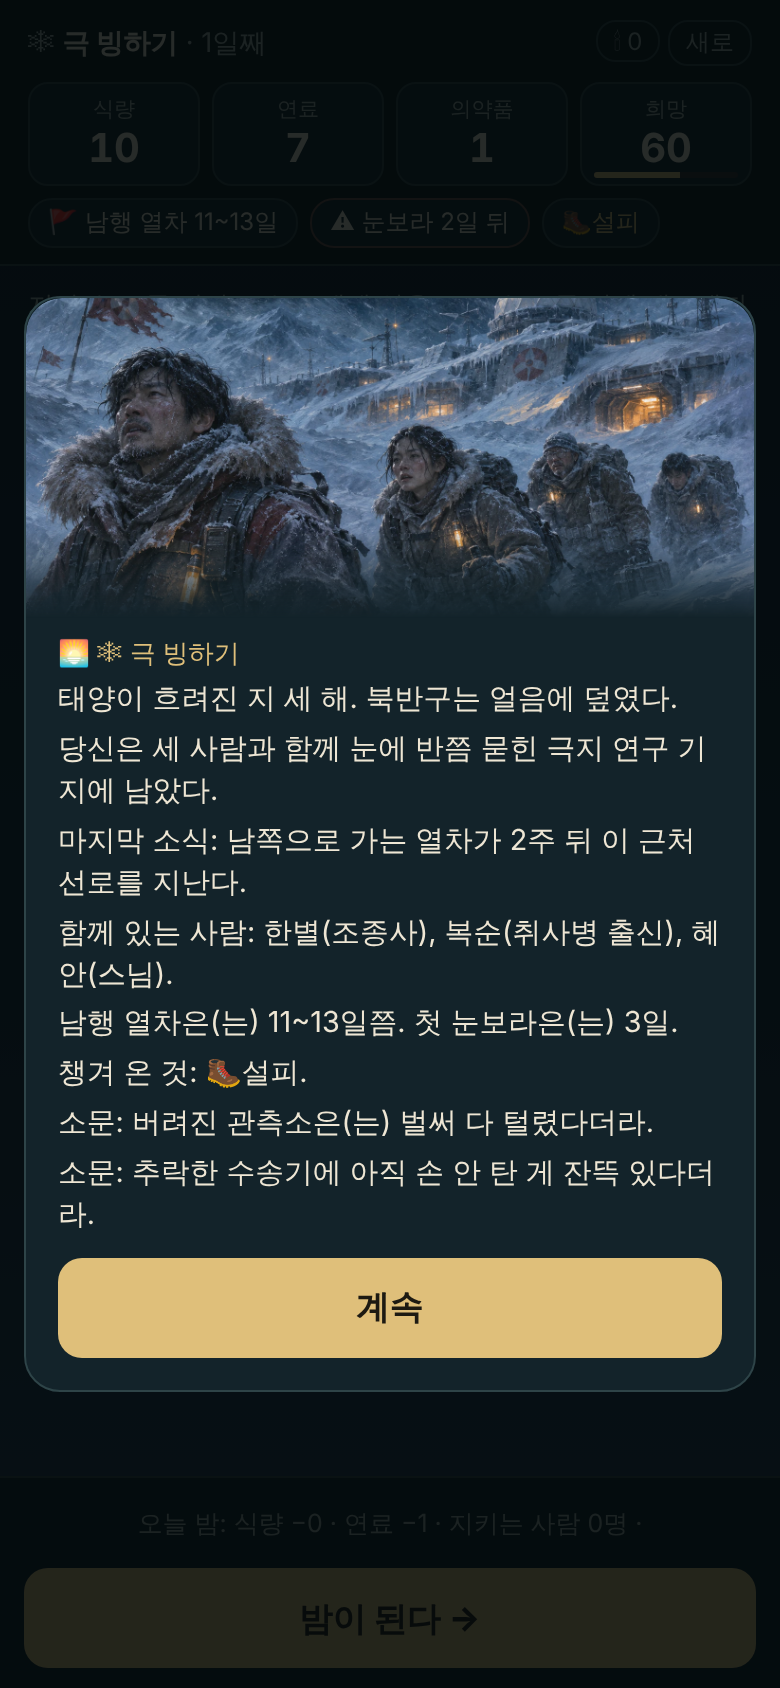 극 빙하기 · 1일째
0
새로
식량
연료
의약품
희망
10
7
1
60
남행 열차 11~13일
눈보라 2일 뒤
설피
극 빙하기
태양이 흐려진 지 세 해. 북반구는 얼음에 덮였다.
당신은 세 사람과 함께 눈에 반쯤 묻힌 극지 연구 기
지에 남았다.
마지막 소식: 남쪽으로 가는 열차가 2주 뒤 이 근처
선로를 지난다.
함께 있는 사람: 한별(조종사), 복순(취사병 출신), 혜
안(스님).
남행 열차은(는) 11~13일쯤. 첫 눈보라은(는) 3일.
챙겨 온 것: 🥾설피.
소문: 버려진 관측소은(는) 벌써 다 털렸다더라.
소문: 추락한 수송기에 아직 손 안 탄 게 잔뜩 있다더
라.
계속
오늘 밤: 식량 −0 · 연료 −1 · 지키는 사람 0명 ·
밤이 된다 →